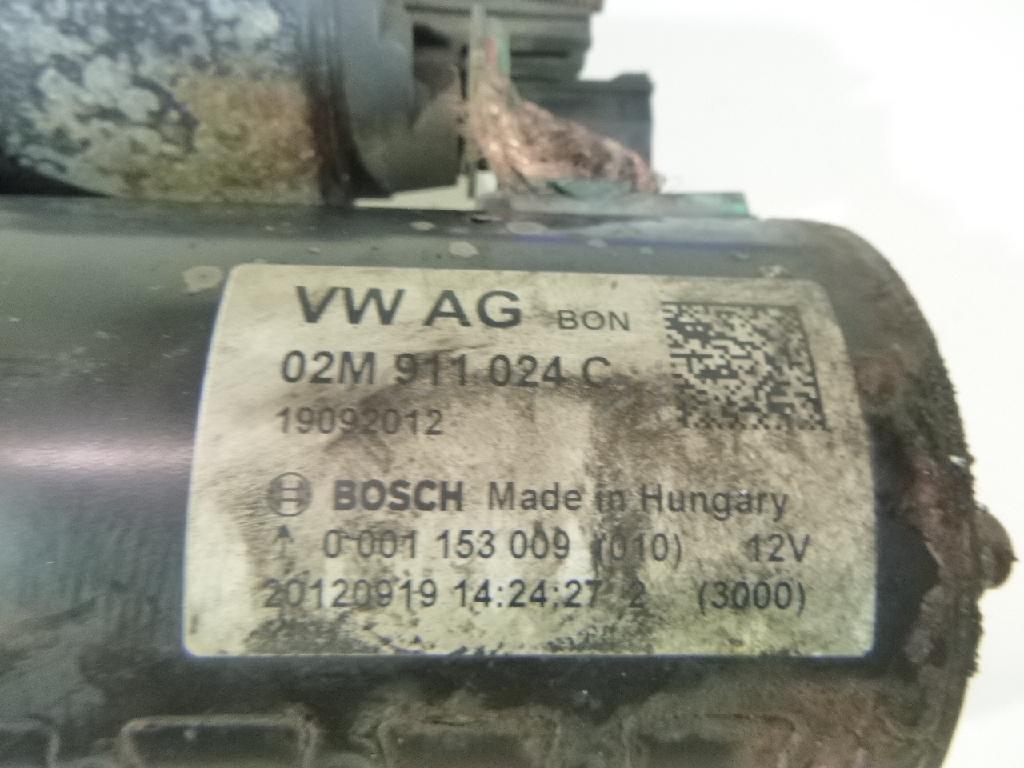 VW AG BON
02M 911 024 C
19092012
BOSCH Made in Hungary
↑ 0 001 153 009 (010) 12V
20120919 14:24:27 2 (3000)